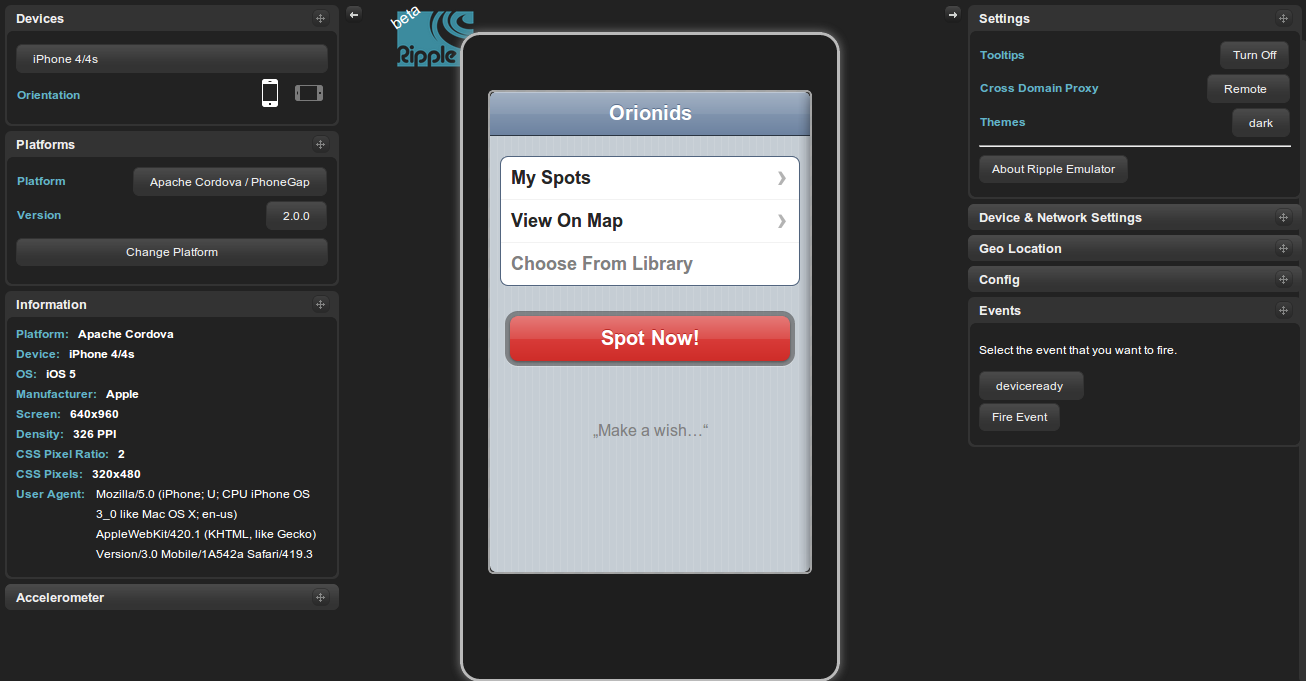 Devices
iPhone 4/4s
Orientation
Platforms
Platform Apache Cordova / PhoneGap
Version 2.0.0
Change Platform
Information
Platform: Apache Cordova
Device: iPhone 4/4s
OS: iOS 5
Manufacturer: Apple
Screen: 640x960
Density: 326 PPI
CSS Pixel Ratio: 2
CSS Pixels: 320x480
User Agent: Mozilla/5.0 (iPhone; U; CPU iPhone OS
3_0 like Mac OS X; en-us)
AppleWebKit/420.1 (KHTML, like Gecko)
Version/3.0 Mobile/1A542a Safari/419.3
Accelerometer
beta
Ripple
Orionids
My Spots
View On Map
Choose From Library
Spot Now!
„Make a wish…“
Settings
Tooltips Turn Off
Cross Domain Proxy Remote
Themes dark
About Ripple Emulator
Device & Network Settings
Geo Location
Config
Events
Select the event that you want to fire.
deviceready
Fire Event